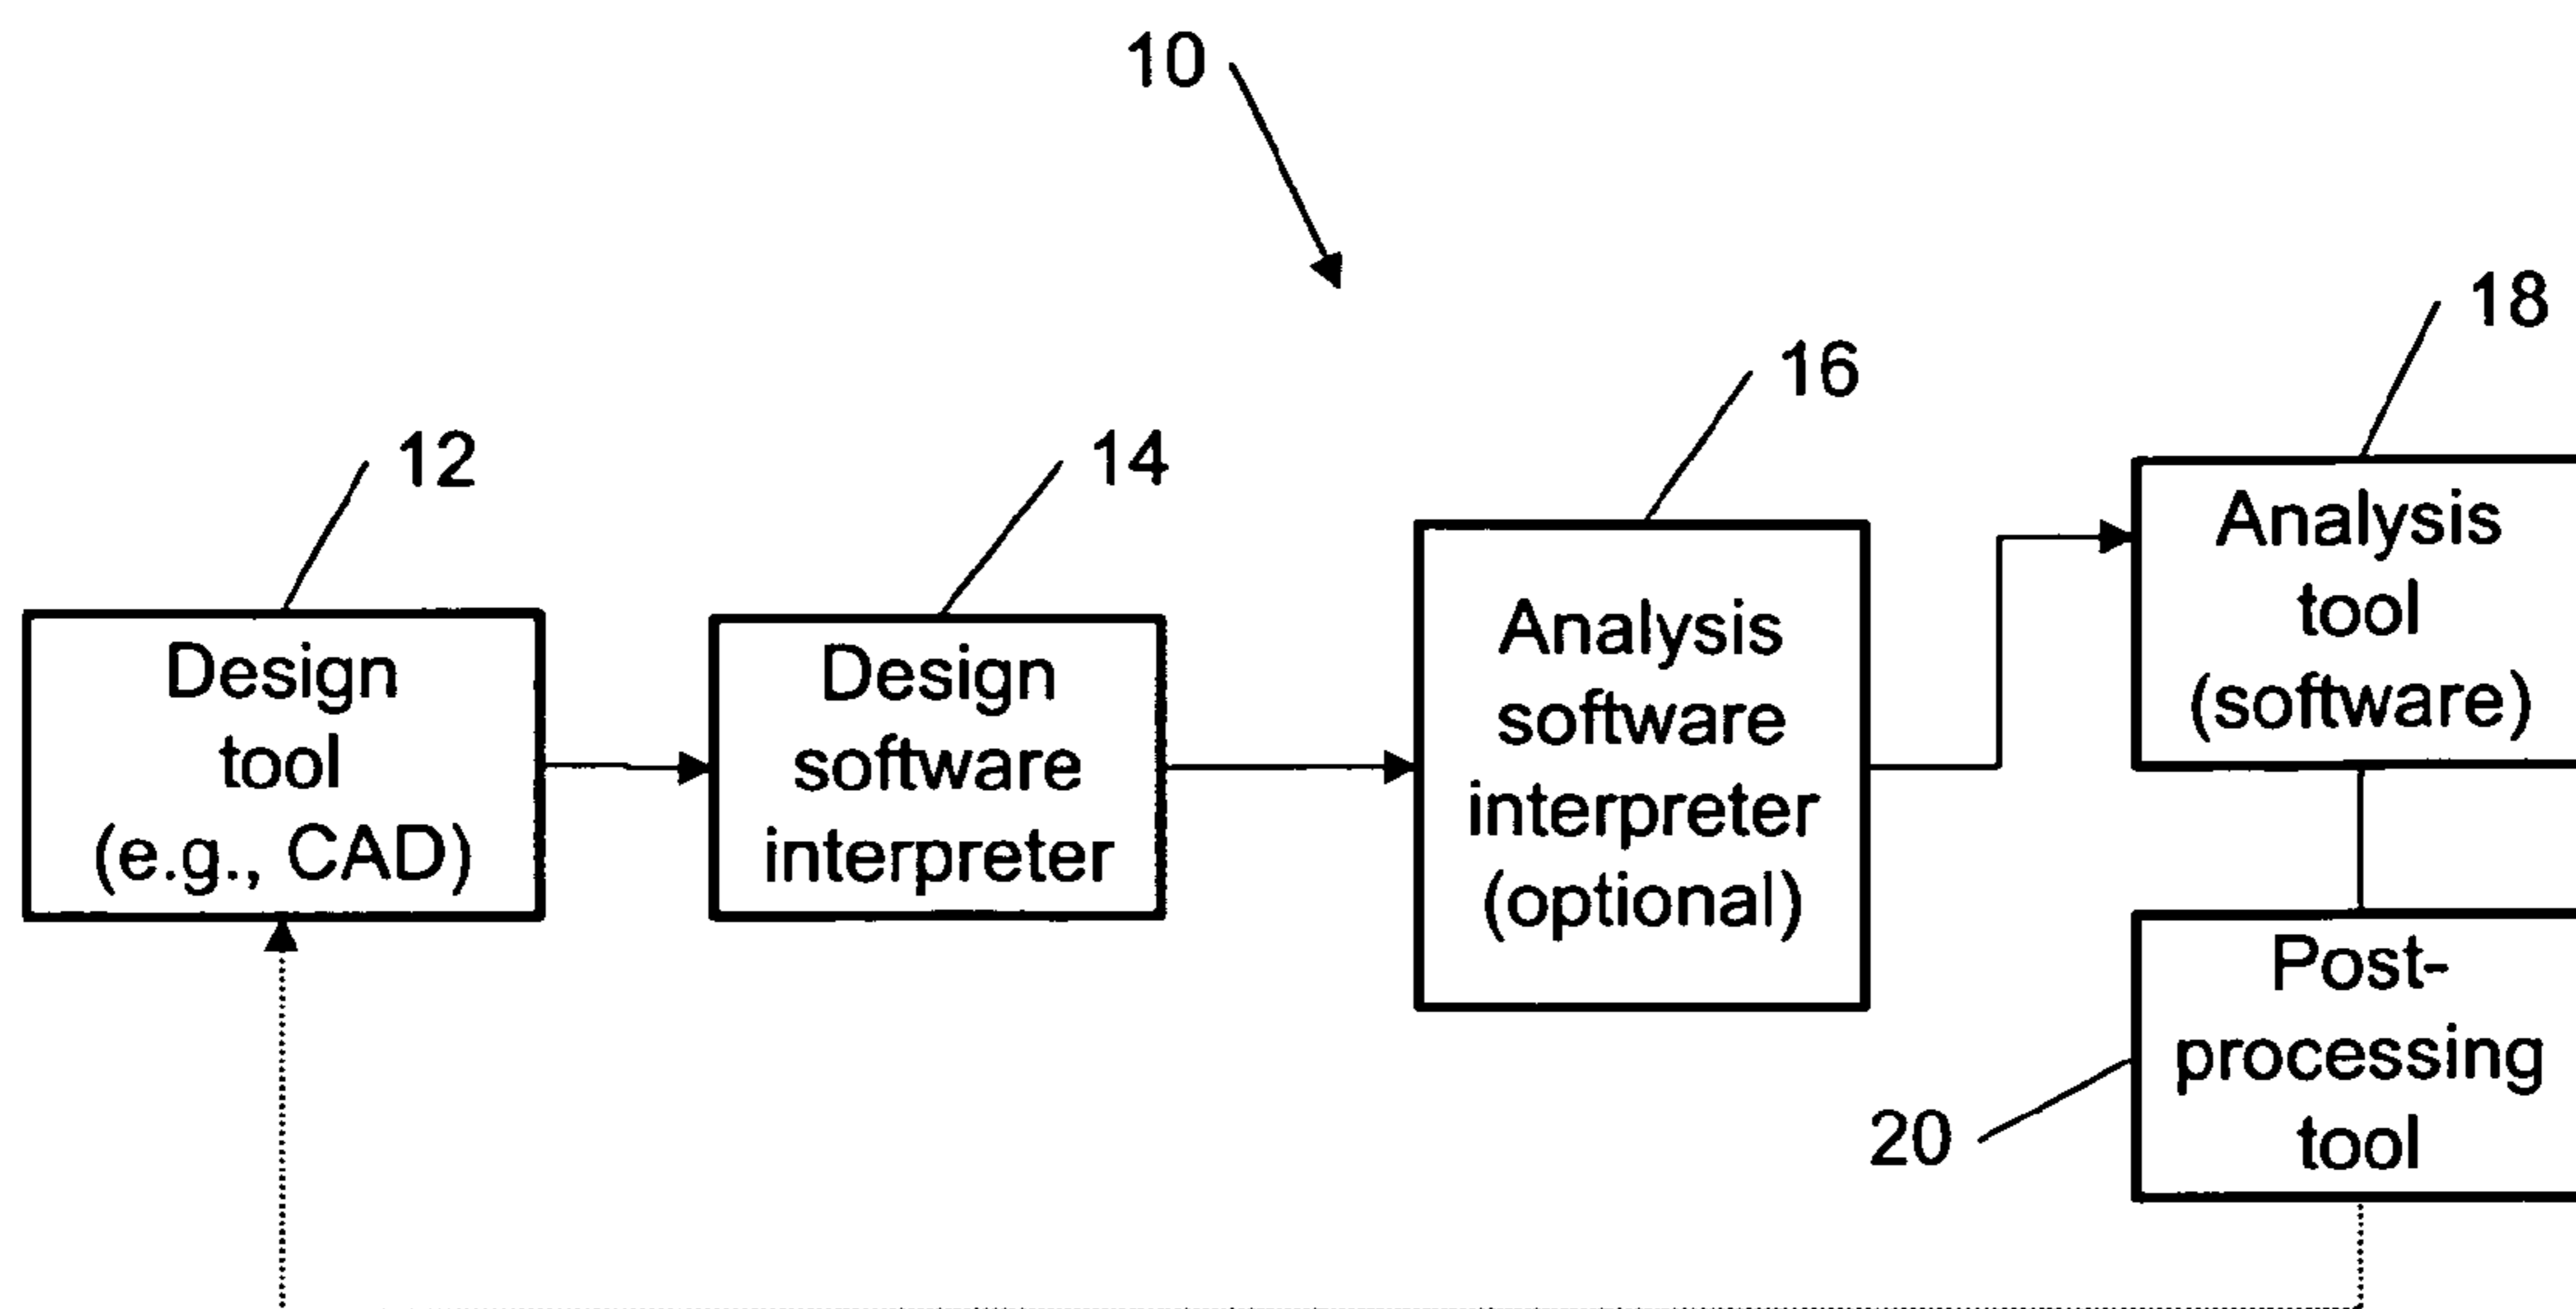 10
12
Design
tool
(e.g., CAD)
14
Design
software
interpreter
16
Analysis
software
interpreter
(optional)
18
Analysis
tool
(software)
20
Post-
processing
tool